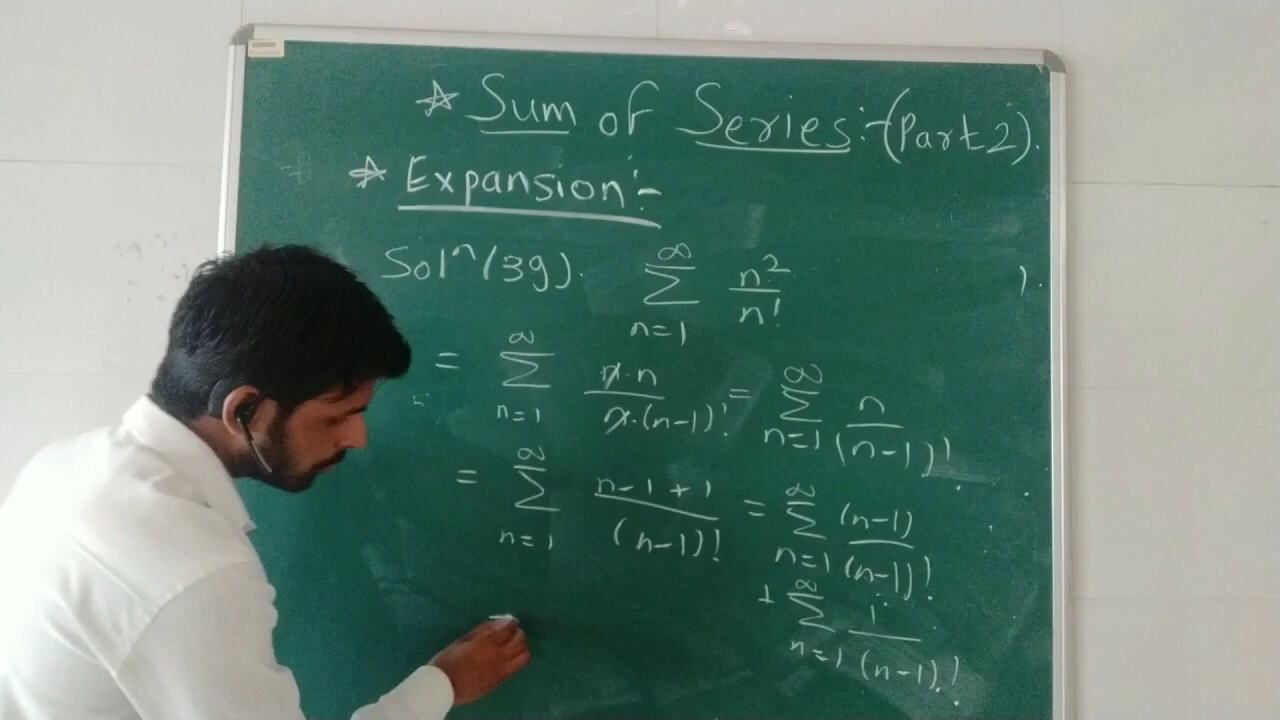 ☆ Sum of Series:-(Part 2).
☆ Expansion:-
Solⁿ(39). ∞∑n=1 n²/n! ).
= ∞∑n=1 n·n/n·(n-1)! = ∞∑n=1 n/(n-1)!
= ∞∑n=1 n-1+1/(n-1)! = ∞∑n=1 (n-1)/(n-1)!
+ ∞∑n=1 1/(n-1)!